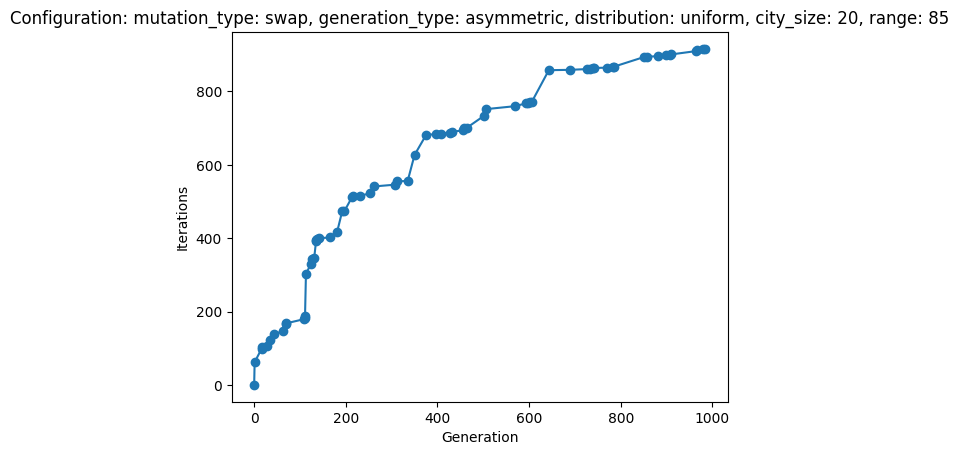 Configuration: mutation_type: swap, generation_type: asymmetric, distribution: uniform, city_size: 20, range: 85
800
600
400
200
0
Iterations
0 200 400 600 800 1000
Generation